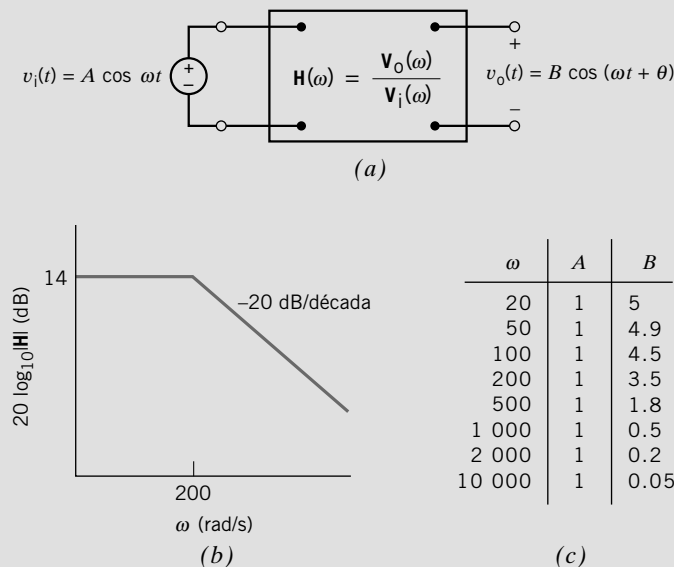 v_i(t) = A cos ωt
H(ω) = V_o(ω) / V_i(ω)
+
−
+
v_o(t) = B cos (ωt + θ)
−
(a)
20 log₁₀|H| (dB)
14
−20 dB/década
200
ω (rad/s)
(b)
ω A B
20 1 5
50 1 4.9
100 1 4.5
200 1 3.5
500 1 1.8
1 000 1 0.5
2 000 1 0.2
10 000 1 0.05
(c)